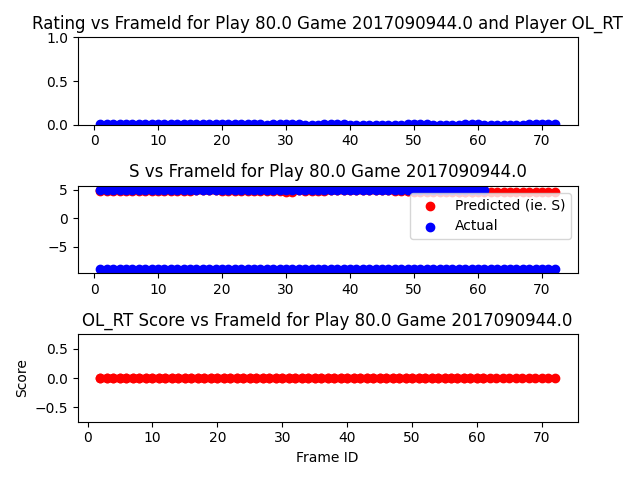 Rating vs FrameId for Play 80.0 Game 2017090944.0 and Player OL_RT
1.0
0.5
0.0
0 10 20 30 40 50 60 70
S vs FrameId for Play 80.0 Game 2017090944.0
5
0
−5
Predicted (ie. S)
Actual
0 10 20 30 40 50 60 70
OL_RT Score vs FrameId for Play 80.0 Game 2017090944.0
Score
0.5
0.0
−0.5
0 10 20 30 40 50 60 70
Frame ID